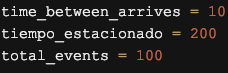 time_between_arrives = 10
tiempo_estacionado = 200
total_events = 100